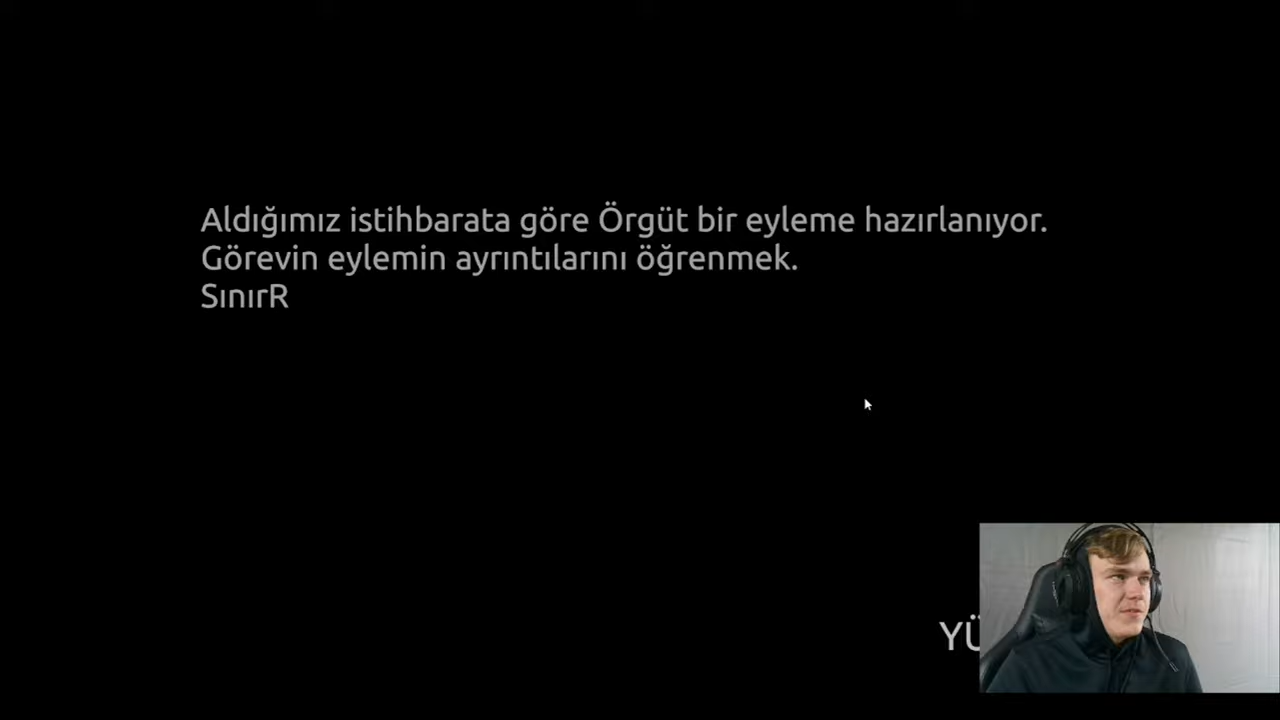 Aldığımız istihbarata göre Örgüt bir eyleme hazırlanıyor.
Görevin eylemin ayrıntılarını öğrenmek.
SınırR